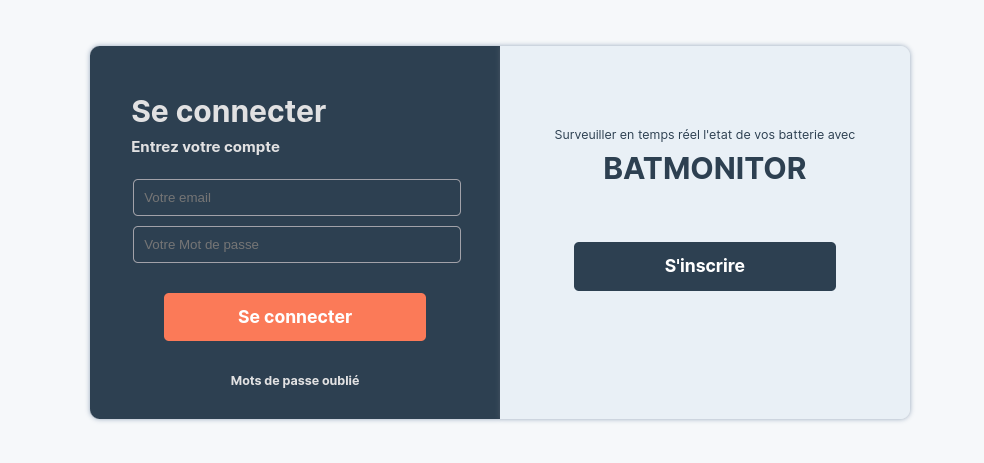 Se connecter
Entrez votre compte
Votre email
Votre Mot de passe
Se connecter
Mots de passe oublié
Surveuiller en temps réel l'etat de vos batterie avec
BATMONITOR
S'inscrire